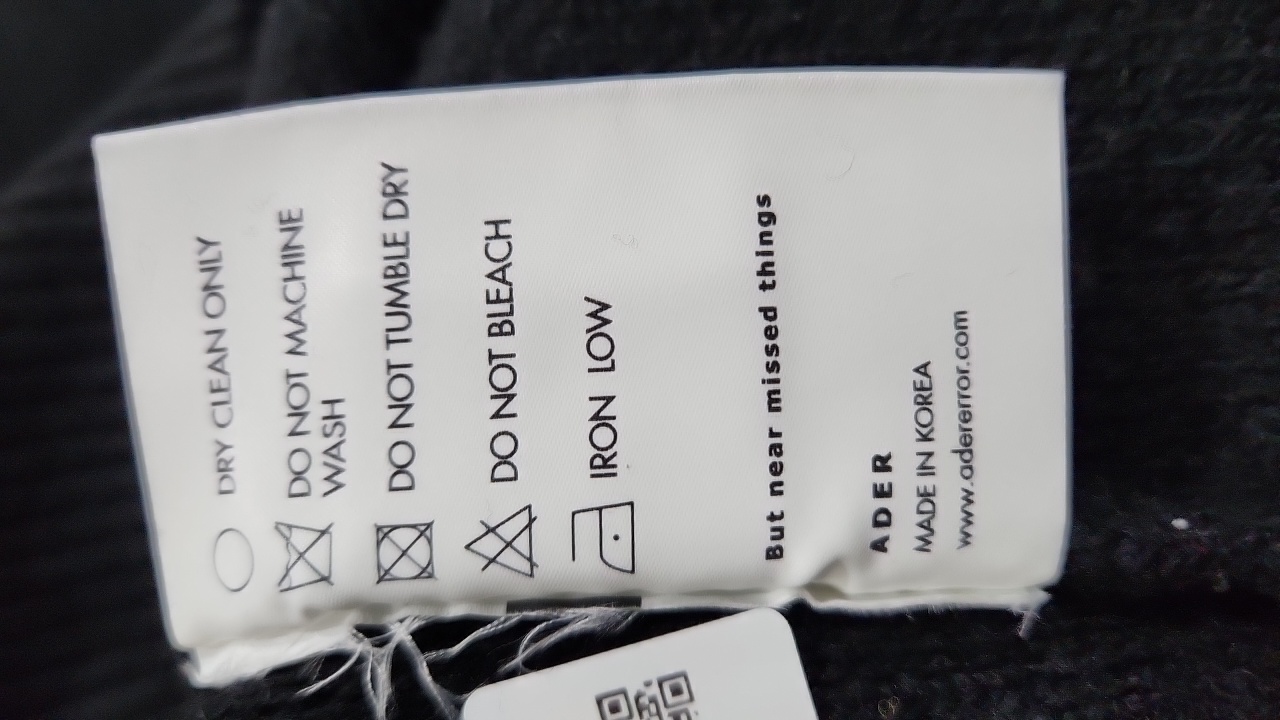 DRY CLEAN ONLY
DO NOT MACHINE
WASH
DO NOT TUMBLE DRY
DO NOT BLEACH
IRON LOW
But near missed things
ADER
MADE IN KOREA
www.adererror.com